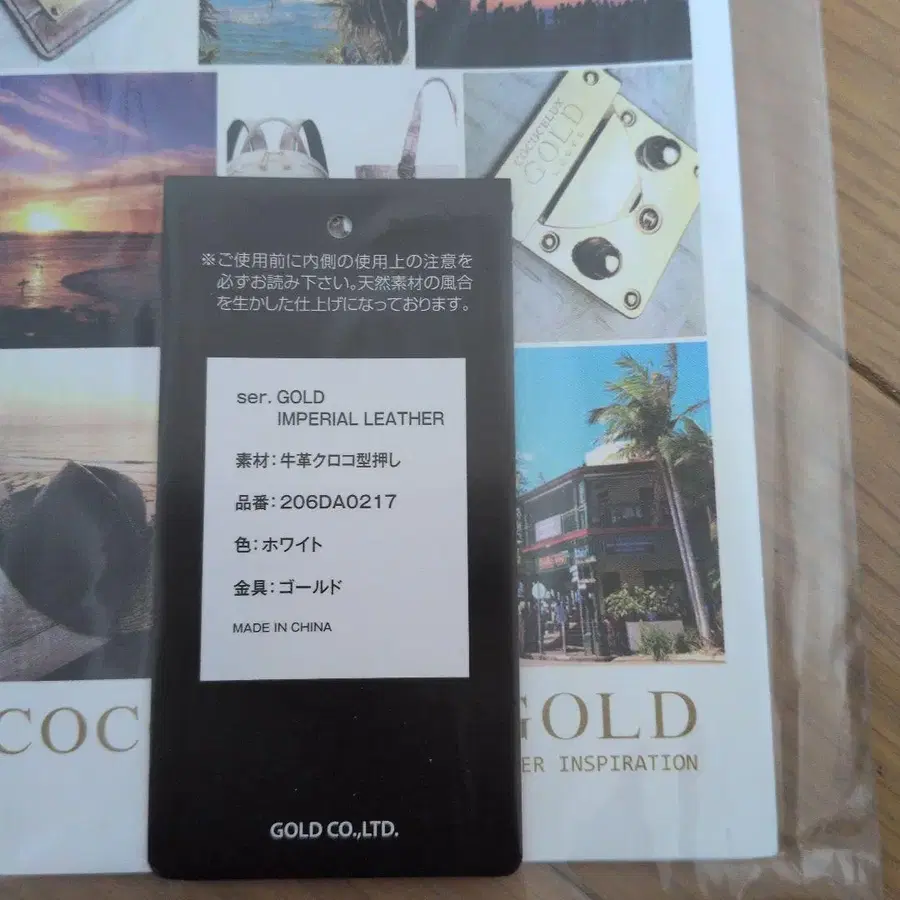 COCUCELUX
GOLD
※ご使用前に内側の使用上の注意を
必ずお読み下さい。天然素材の風合
を生かした仕上げになっております。
ser. GOLD
IMPERIAL LEATHER
素材：牛革クロコ型押し
品番：206DA0217
色：ホワイト
金具：ゴールド
MADE IN CHINA
GOLD CO.,LTD.
COC
GOLD
ER INSPIRATION